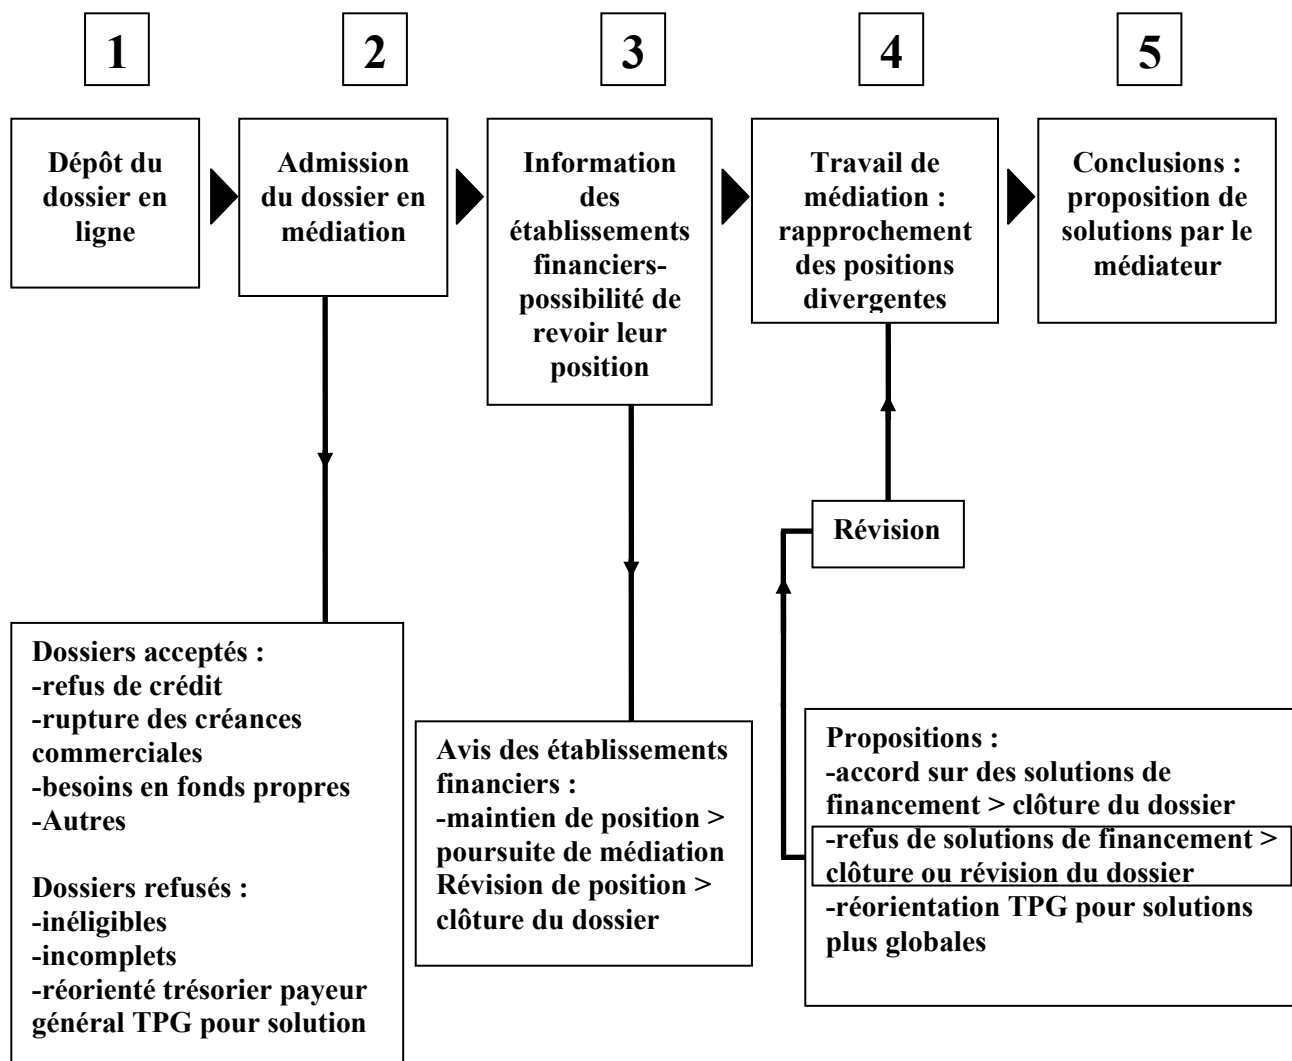 1
2
3
4
5
Dépôt du
dossier en
ligne
Admission
du dossier en
médiation
Information
des
établissements
financiers-
possibilité de
revoir leur
position
Travail de
médiation :
rapprochement
des positions
divergentes
Conclusions :
proposition de
solutions par le
médiateur
Révision
Dossiers acceptés :
-refus de crédit
-rupture des créances
commerciales
-besoins en fonds propres
-Autres
Dossiers refusés :
-inéligibles
-incomplets
-réorienté trésorier payeur
général TPG pour solution
Avis des établissements
financiers :
-maintien de position >
poursuite de médiation
Révision de position >
clôture du dossier
Propositions :
-accord sur des solutions de
financement > clôture du dossier
-refus de solutions de financement >
clôture ou révision du dossier
-réorientation TPG pour solutions
plus globales